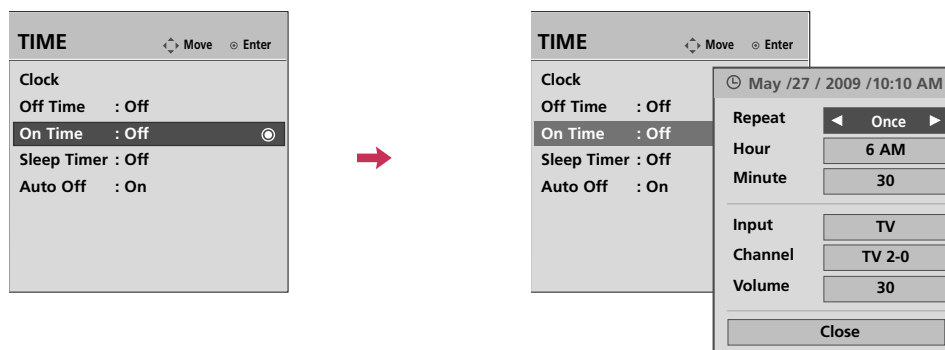 TIME Move Enter
Clock
Off Time : Off
On Time : Off
Sleep Timer : Off
Auto Off : On
TIME Move Enter
Clock
Off Time : Off
On Time : Off
Sleep Timer : Off
Auto Off : On
May /27 / 2009 /10:10 AM
Repeat ◀ Once ▶
Hour 6 AM
Minute 30
Input TV
Channel TV 2-0
Volume 30
Close